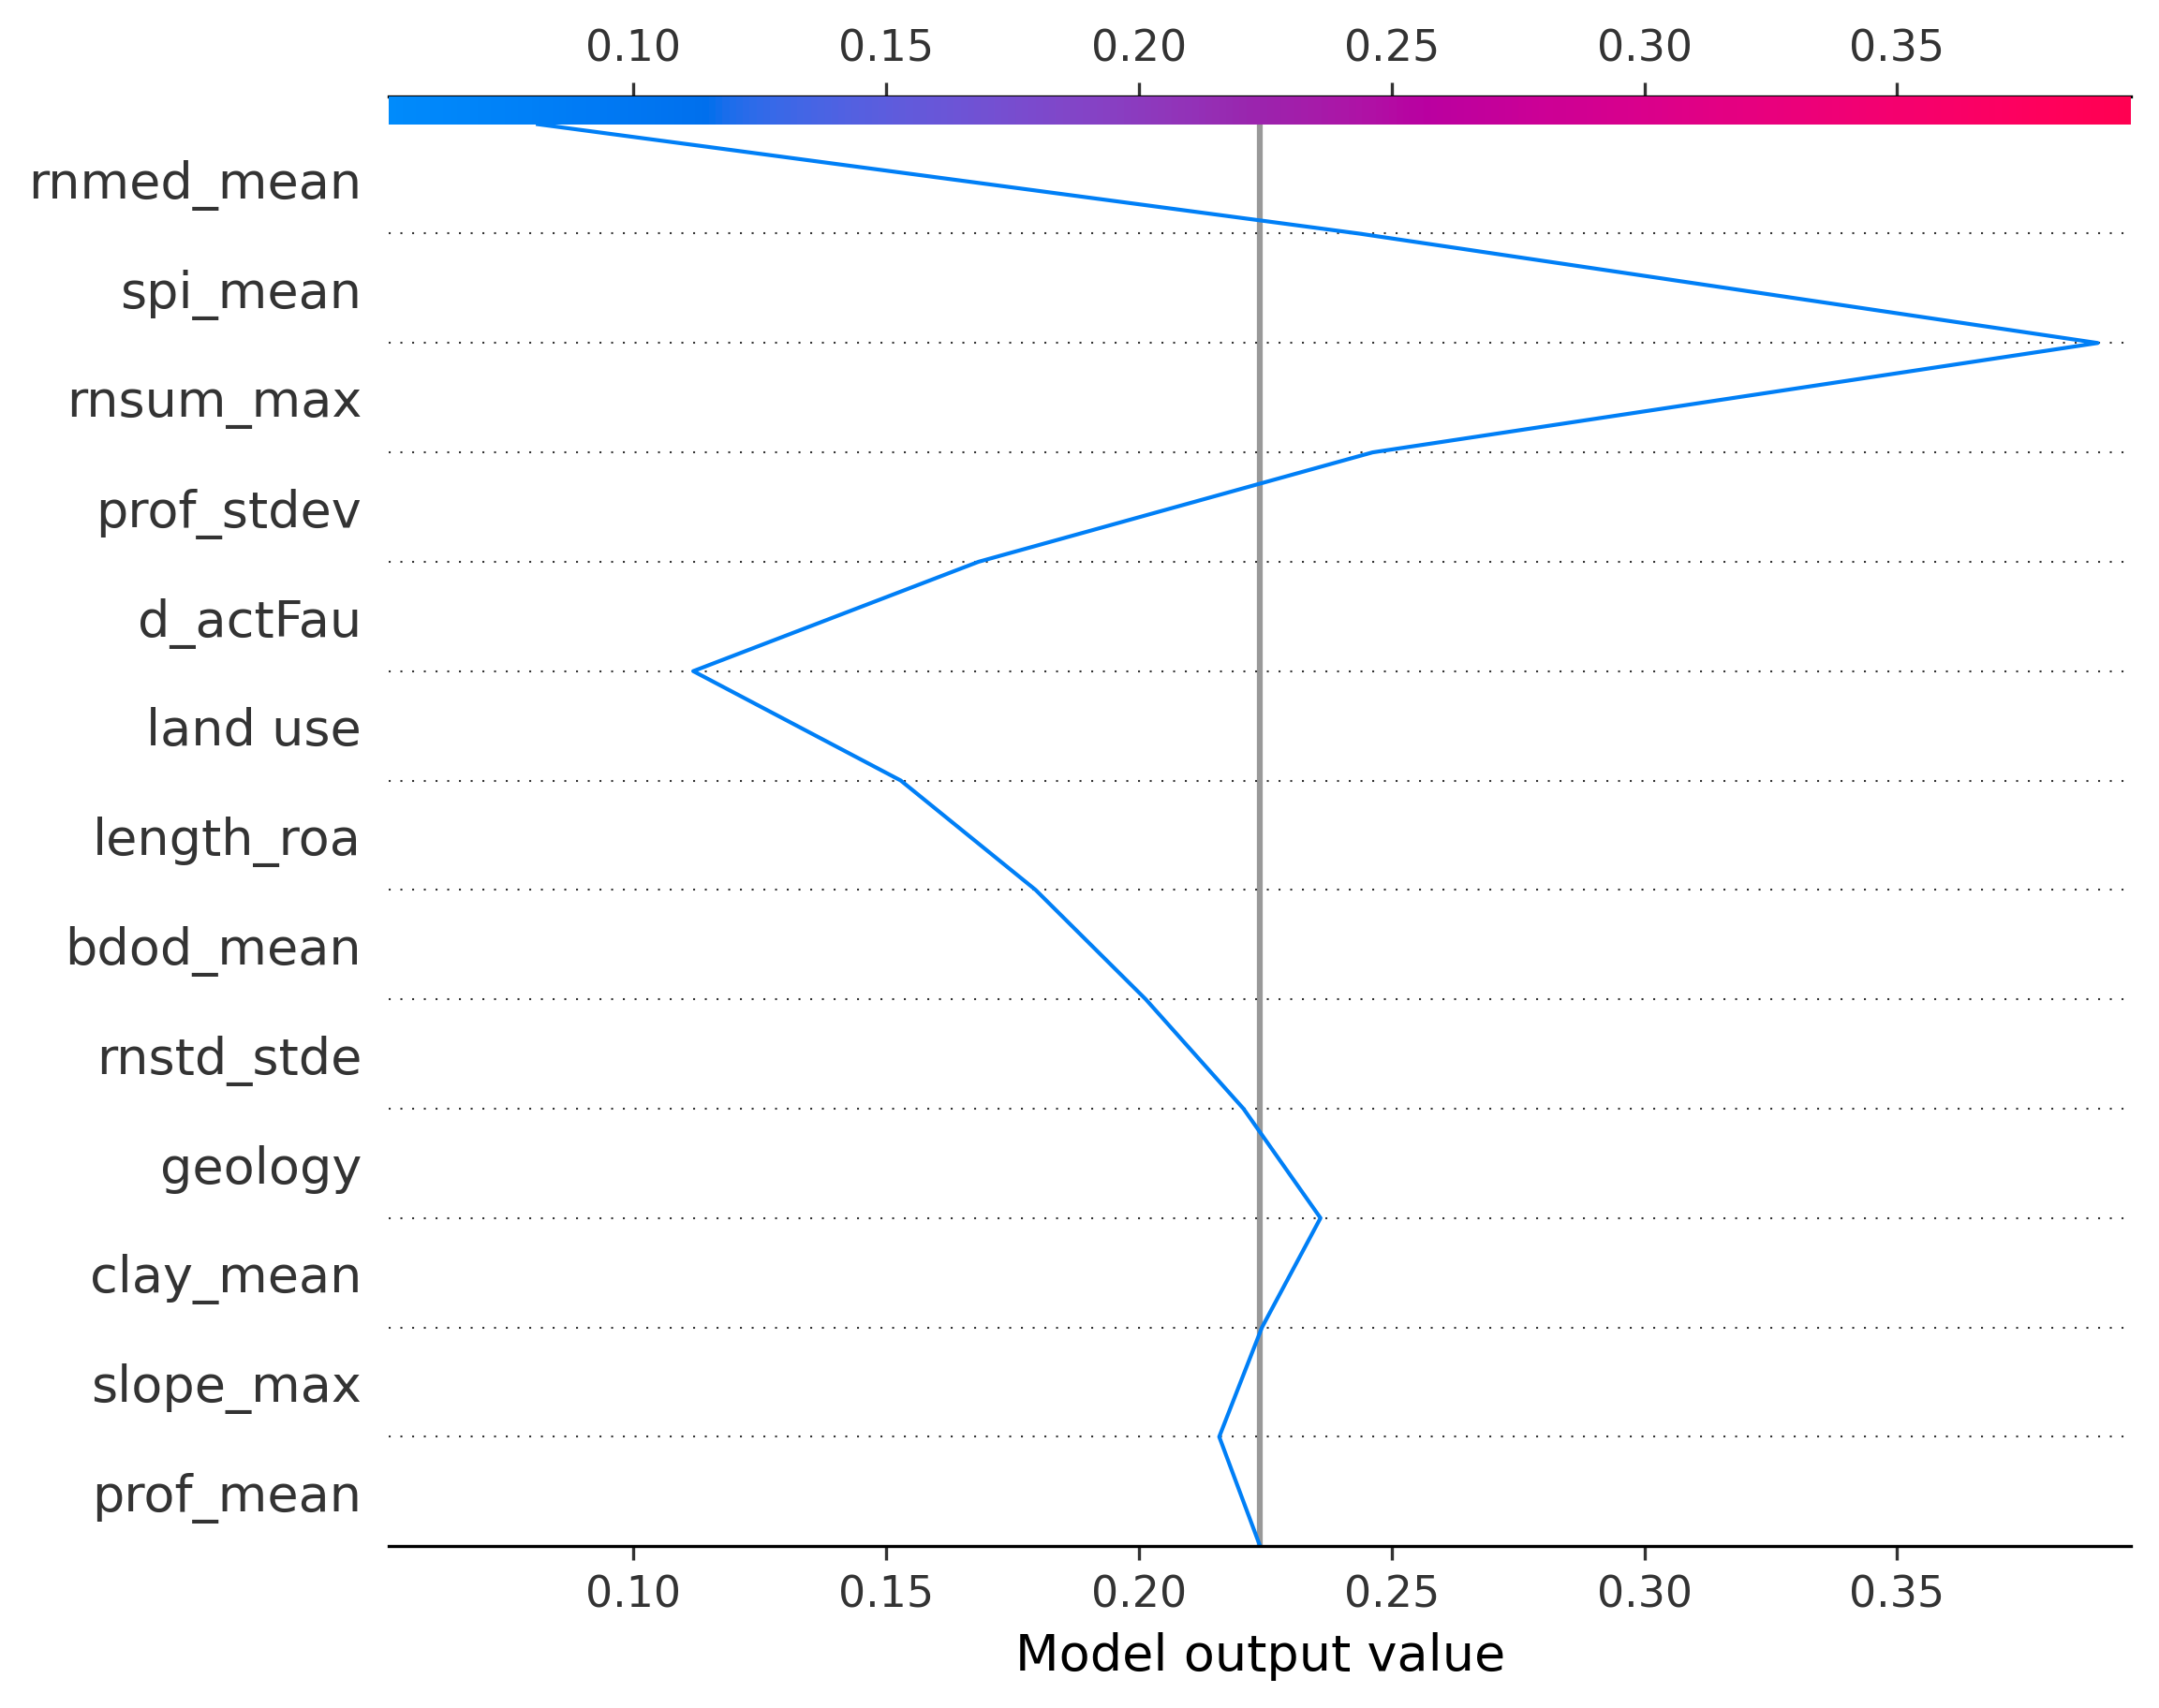 0.10 0.15 0.20 0.25 0.30 0.35
rnmed_mean
spi_mean
rnsum_max
prof_stdev
d_actFau
land use
length_roa
bdod_mean
rnstd_stde
geology
clay_mean
slope_max
prof_mean
0.10 0.15 0.20 0.25 0.30 0.35
Model output value